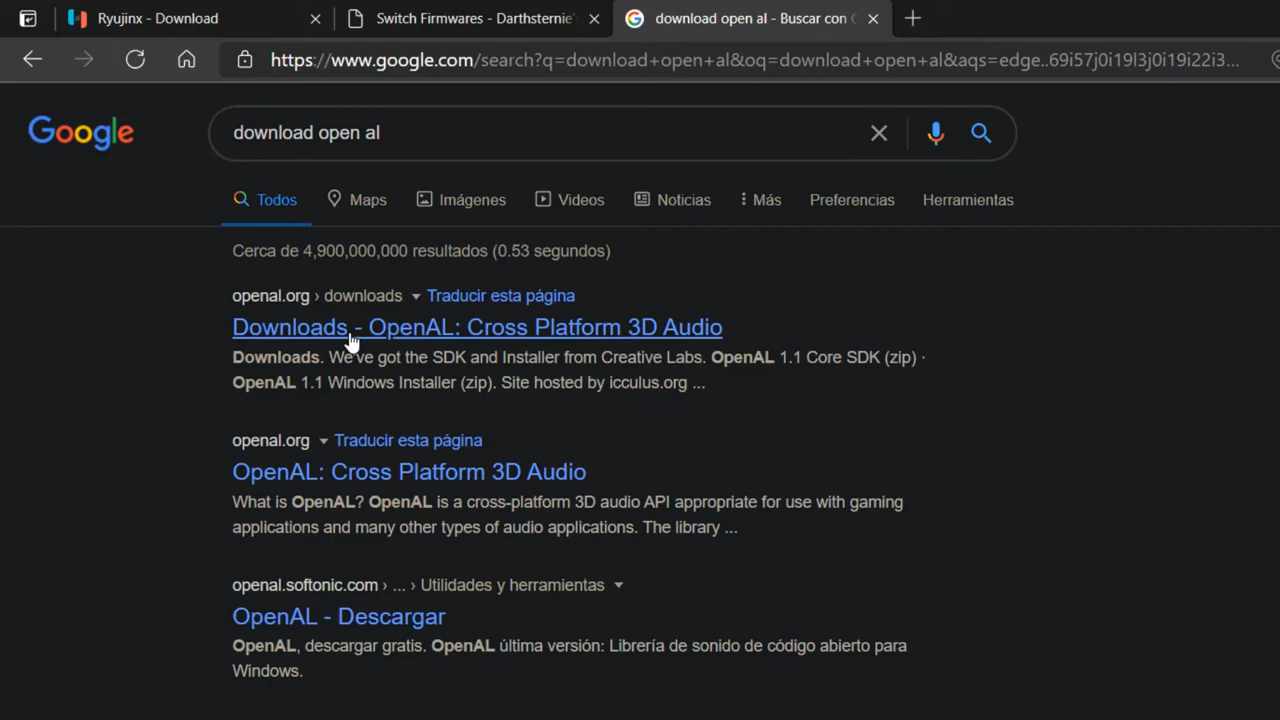 Ryujinx - Download
Switch Firmwares - Darthsternie'
download open al - Buscar con
https://www.google.com/search?q=download+open+al&oq=download+open+al&aqs=edge..69i57j0i19l3j0i19i22i3...
Google
download open al
Todos
Maps
Imágenes
Videos
Noticias
Más
Preferencias
Herramientas
Cerca de 4,900,000,000 resultados (0.53 segundos)
openal.org › downloads Traducir esta página
Downloads - OpenAL: Cross Platform 3D Audio
Downloads. We've got the SDK and Installer from Creative Labs. OpenAL 1.1 Core SDK (zip) ·
OpenAL 1.1 Windows Installer (zip). Site hosted by icculus.org ...
openal.org Traducir esta página
OpenAL: Cross Platform 3D Audio
What is OpenAL? OpenAL is a cross-platform 3D audio API appropriate for use with gaming
applications and many other types of audio applications. The library ...
openal.softonic.com › ... › Utilidades y herramientas
OpenAL - Descargar
OpenAL, descargar gratis. OpenAL última versión: Librería de sonido de código abierto para
Windows.